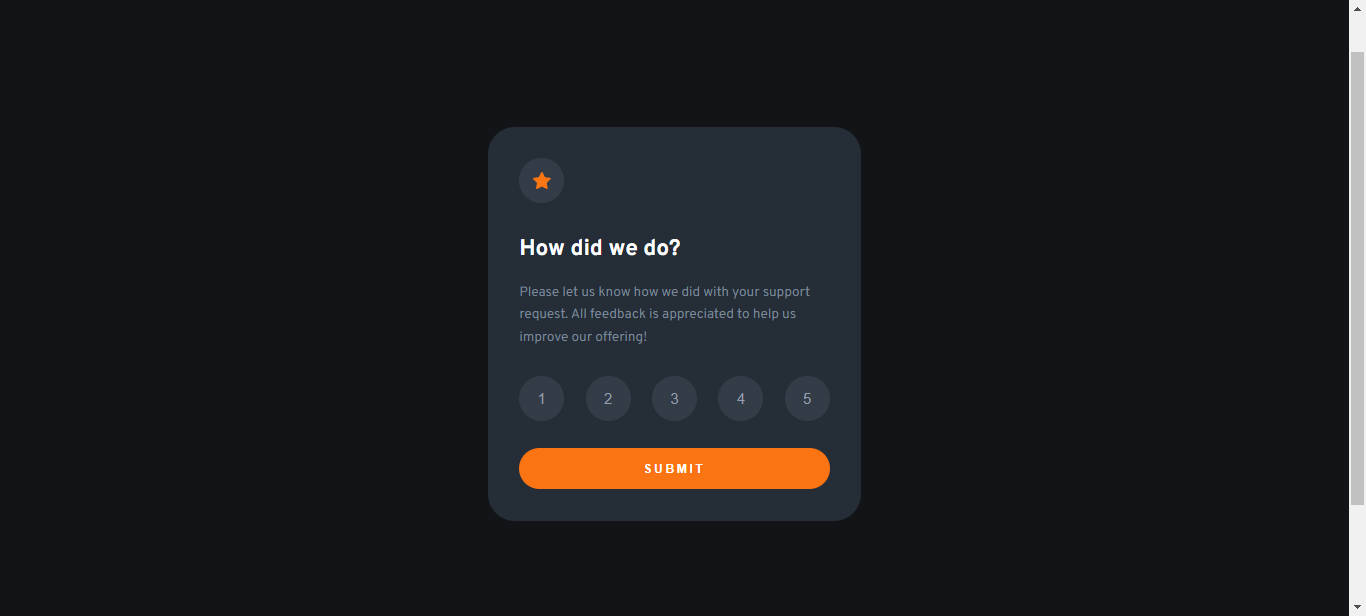 How did we do?
Please let us know how we did with your support
request. All feedback is appreciated to help us
improve our offering!
1 2 3 4 5
SUBMIT